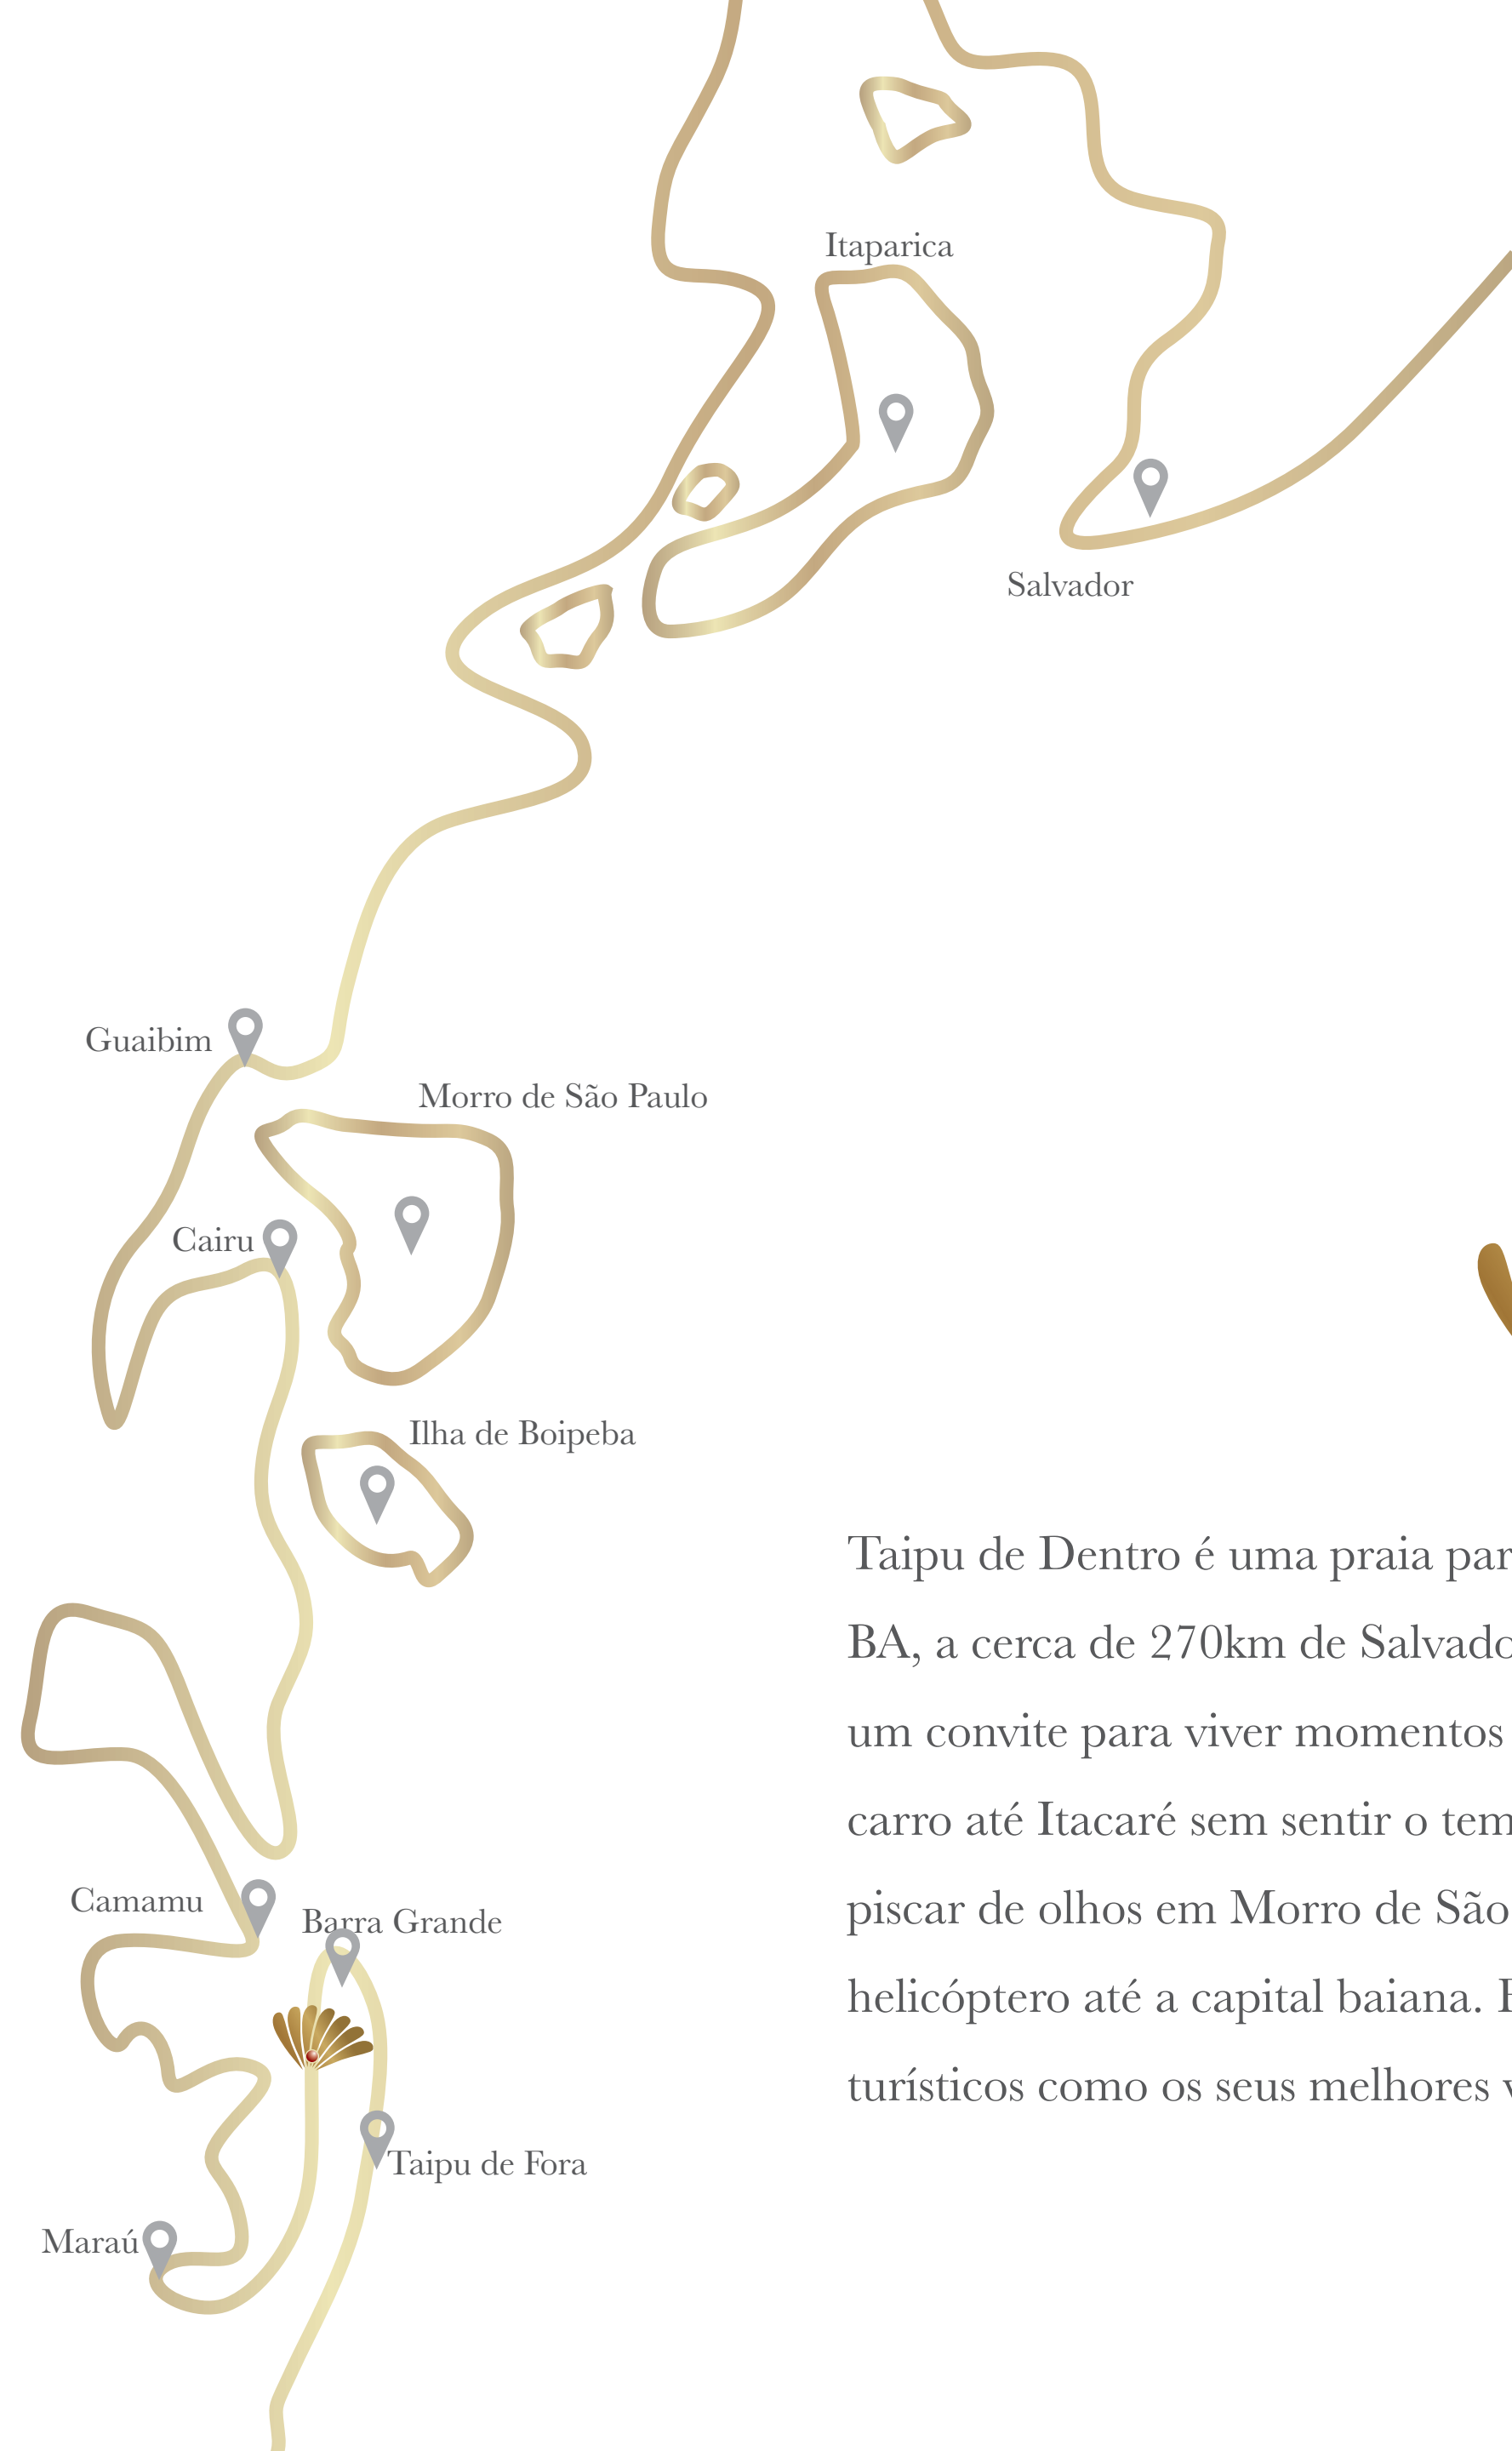 Itaparica
Salvador
Guaibim
Morro de São Paulo
Cairu
Ilha de Boipeba
Taipu de Dentro é uma praia par
BA, a cerca de 270km de Salvado
um convite para viver momentos
carro até Itacaré sem sentir o tem
piscar de olhos em Morro de São
helicóptero até a capital baiana.
turísticos como os seus melhores
Camamu
Barra Grande
Taipu de Fora
Maraú